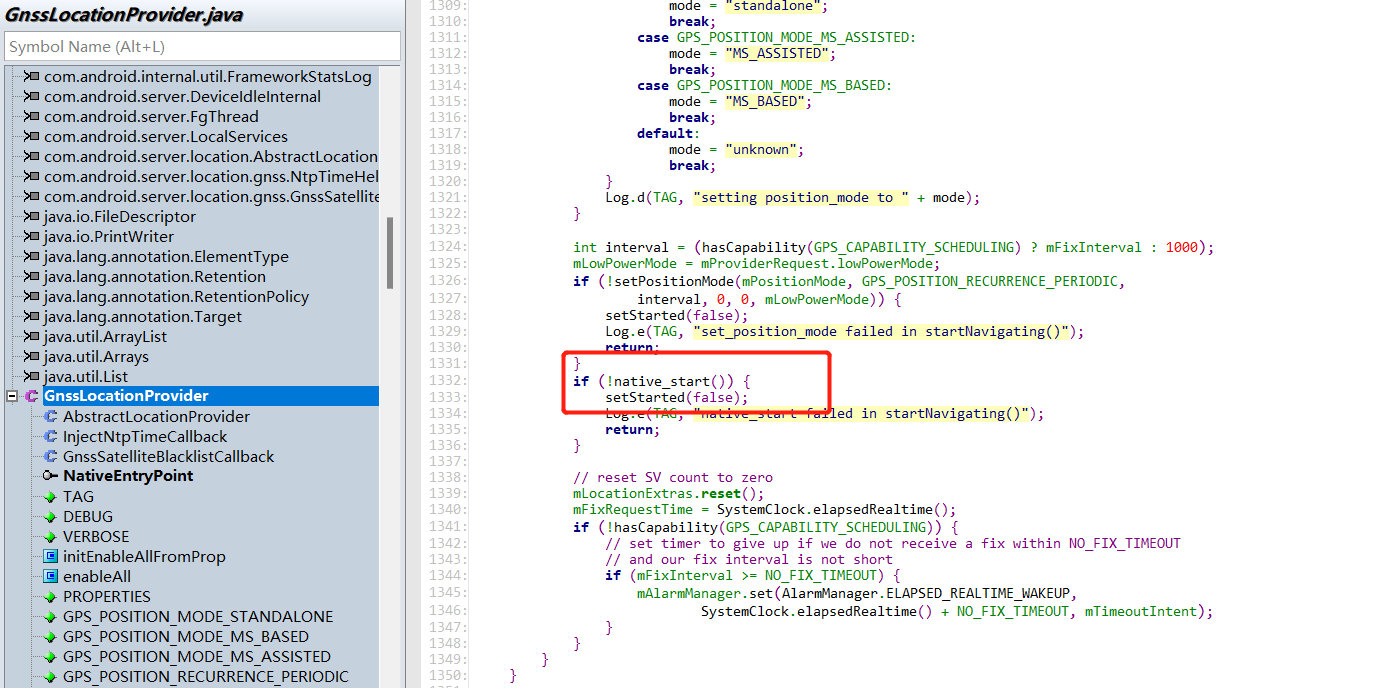 GnssLocationProvider.java
Symbol Name (Alt+L)
com.android.internal.util.FrameworkStatsLog
com.android.server.DeviceIdleInternal
com.android.server.FgThread
com.android.server.LocalServices
com.android.server.location.AbstractLocation
com.android.server.location.gnss.NtpTimeHel
com.android.server.location.gnss.GnssSatellite
java.io.FileDescriptor
java.io.PrintWriter
java.lang.annotation.ElementType
java.lang.annotation.Retention
java.lang.annotation.RetentionPolicy
java.lang.annotation.Target
java.util.ArrayList
java.util.Arrays
java.util.List
GnssLocationProvider
AbstractLocationProvider
InjectNtpTimeCallback
GnssSatelliteBlacklistCallback
NativeEntryPoint
TAG
DEBUG
VERBOSE
initEnableAllFromProp
enableAll
PROPERTIES
GPS_POSITION_MODE_STANDALONE
GPS_POSITION_MODE_MS_BASED
GPS_POSITION_MODE_MS_ASSISTED
GPS_POSITION_RECURRENCE_PERIODIC
1309: mode = "standalone";
1310: break;
1311: case GPS_POSITION_MODE_MS_ASSISTED:
1312: mode = "MS_ASSISTED";
1313: break;
1314: case GPS_POSITION_MODE_MS_BASED:
1315: mode = "MS_BASED";
1316: break;
1317: default:
1318: mode = "unknown";
1319: break;
1320: }
1321: Log.d(TAG, "setting position_mode to " + mode);
1322: }
1323:
1324: int interval = (hasCapability(GPS_CAPABILITY_SCHEDULING) ? mFixInterval : 1000);
1325: mLowPowerMode = mProviderRequest.lowPowerMode;
1326: if (!setPositionMode(mPositionMode, GPS_POSITION_RECURRENCE_PERIODIC,
1327: interval, 0, 0, mLowPowerMode)) {
1328: setStarted(false);
1329: Log.e(TAG, "set_position_mode failed in startNavigating()");
1330: return;
1331: }
1332: if (!native_start()) {
1333: setStarted(false);
1334: Log.e(TAG, "native_start failed in startNavigating()");
1335: return;
1336: }
1337:
1338: // reset SV count to zero
1339: mLocationExtras.reset();
1340: mFixRequestTime = SystemClock.elapsedRealtime();
1341: if (!hasCapability(GPS_CAPABILITY_SCHEDULING)) {
1342: // set timer to give up if we do not receive a fix within NO_FIX_TIMEOUT
1343: // and our fix interval is not short
1344: if (mFixInterval >= NO_FIX_TIMEOUT) {
1345: mAlarmManager.set(AlarmManager.ELAPSED_REALTIME_WAKEUP,
1346: SystemClock.elapsedRealtime() + NO_FIX_TIMEOUT, mTimeoutIntent);
1347: }
1348: }
1349: }
1350: }